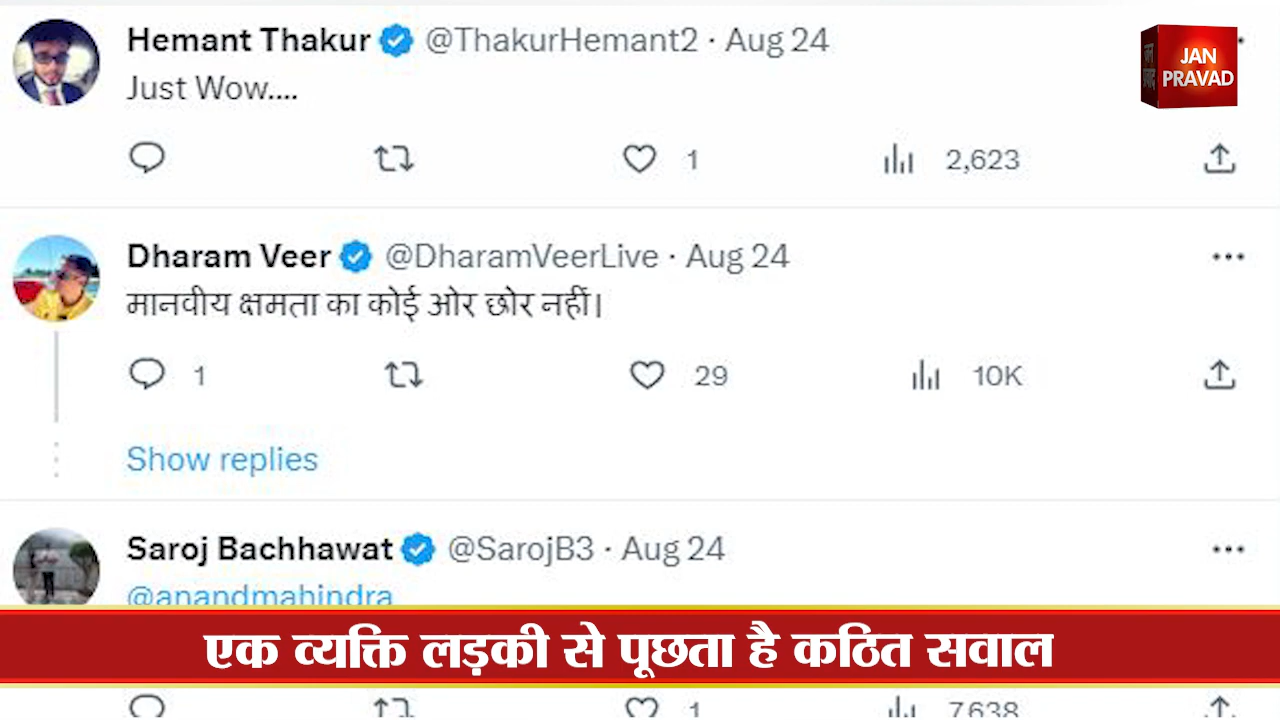 Hemant Thakur @ThakurHemant2 · Aug 24
JAN
PRAVAD
Just Wow....
1 2,623
Dharam Veer @DharamVeerLive · Aug 24
मानवीय क्षमता का कोई ओर छोर नहीं।
1 29 10K
Show replies
Saroj Bachhawat @SarojB3 · Aug 24
@anandmahindra
एक व्यक्ति लड़की से पूछता है कठित सवाल
1 7,638